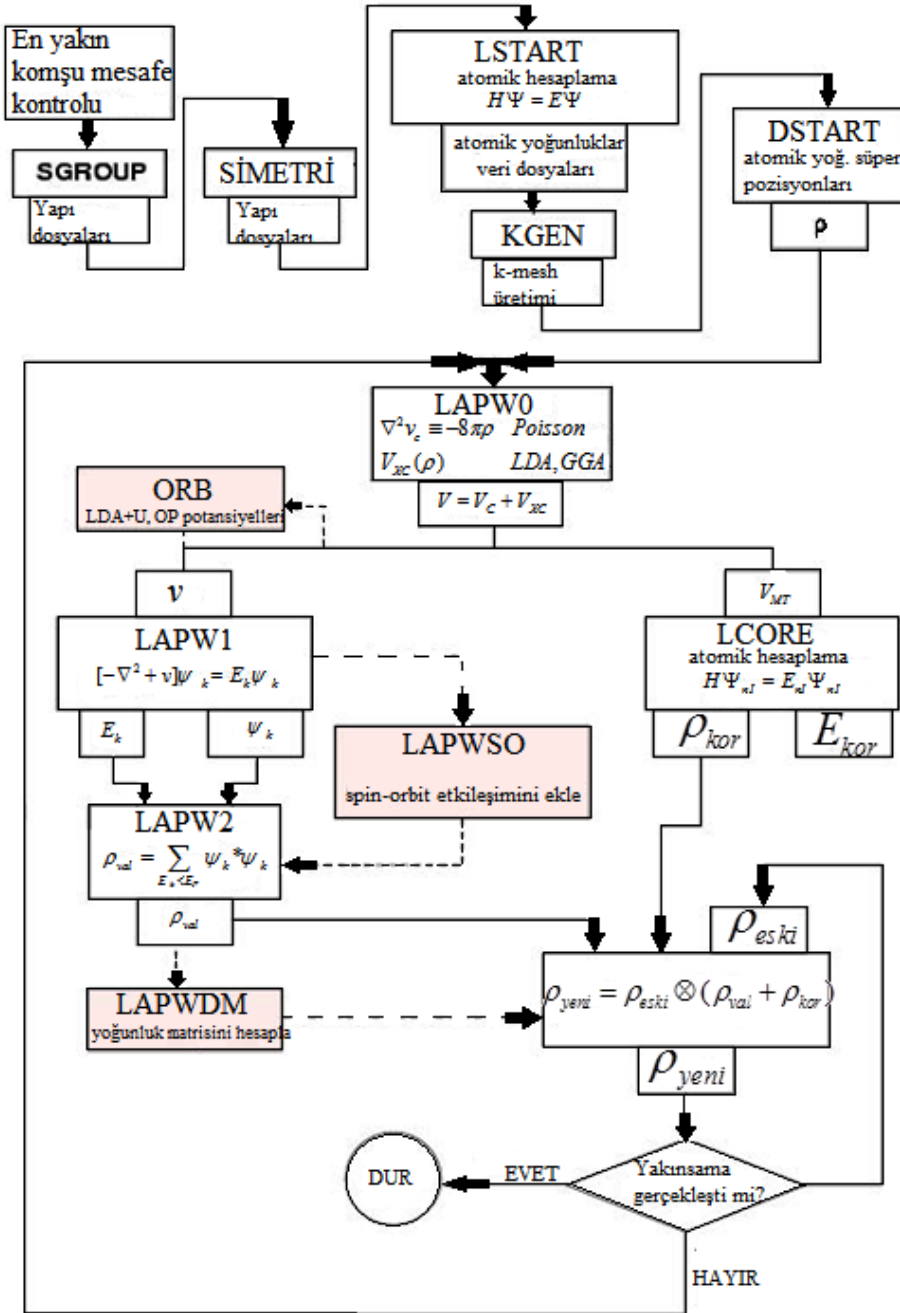 En yakın
komşu mesafe
kontrolu
SGROUP
Yapı
dosyaları
SİMETRİ
Yapı
dosyaları
LSTART
atomik hesaplama
HΨ = EΨ
atomik yoğunluklar
veri dosyaları
KGEN
k-mesh
üretimi
DSTART
atomik yoğ. süper
pozisyonları
ρ
LAPW0
∇²v_c ≡ −8πρ Poisson
V_XC(ρ) LDA,GGA
V = V_C + V_XC
ORB
LDA+U, OP potansiyelleri
v
LAPW1
[−∇² + v]ψ_k = E_kψ_k
E_k
ψ_k
V_MT
LCORE
atomik hesaplama
HΨ_nl = E_nlΨ_nl
ρ_kor
E_kor
LAPWSO
spin-orbit etkileşimini ekle
LAPW2
ρ_val = ∑ ψ_k*ψ_k
E_k<E_F
ρ_val
LAPWDM
yoğunluk matrisini hesapla
ρ_eski
ρ_yeni = ρ_eski ⊗ (ρ_val + ρ_kor)
ρ_yeni
Yakınsama
gerçekleşti mi?
EVET
DUR
HAYIR